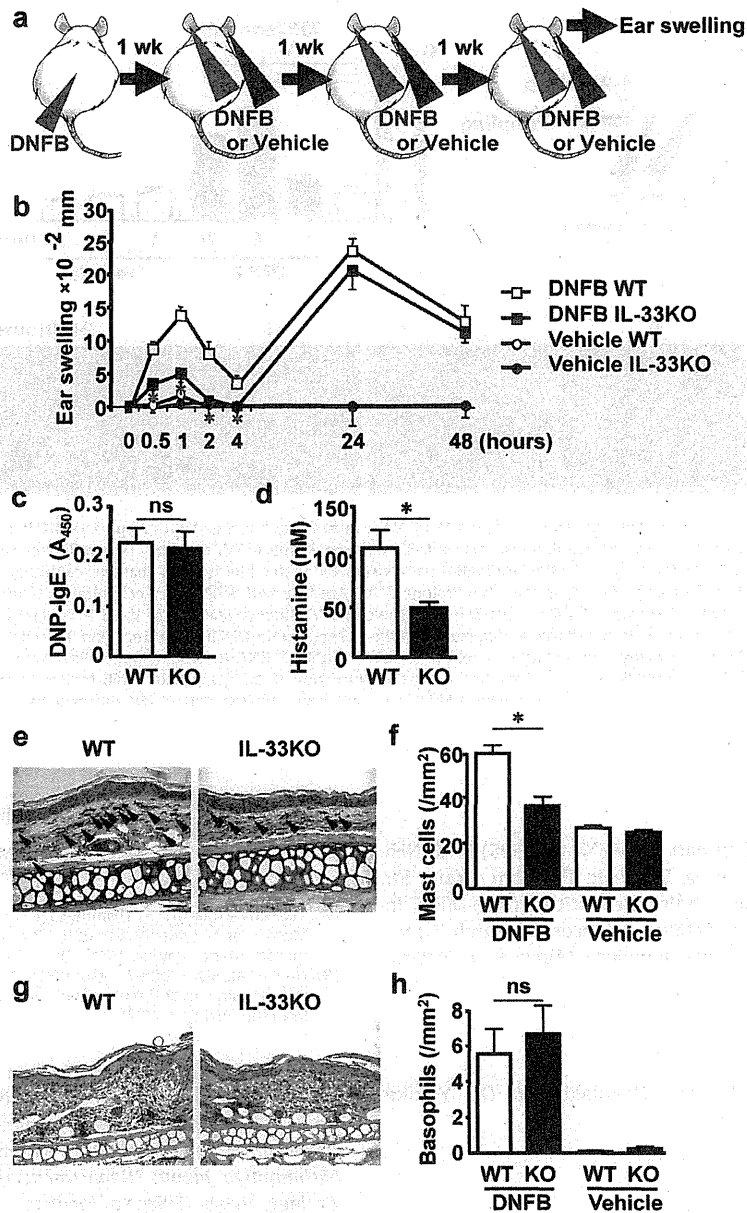 a
1 wk
1 wk
1 wk
Ear swelling
DNFB
DNFB
or Vehicle
DNFB
or Vehicle
DNFB
or Vehicle
b
Ear swelling ×10 -2 mm
30
25
20
15
10
5
0
0 0.5 1 2 4 24 48 (hours)
DNFB WT
DNFB IL-33KO
Vehicle WT
Vehicle IL-33KO
* * * *
c
DNP-IgE (A450)
0.3
0.2
0.1
0
ns
WT KO
d
Histamine (nM)
150
100
50
0
*
WT KO
e
WT IL-33KO
f
Mast cells (/mm²)
60
40
20
0
*
WT KO WT KO
DNFB Vehicle
g
WT IL-33KO
h
Basophils (/mm²)
8
6
4
2
0
ns
WT KO WT KO
DNFB Vehicle